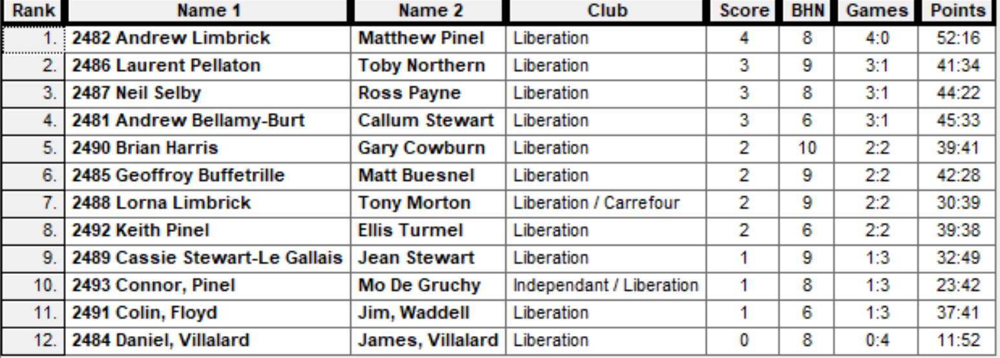 Rank Name 1 Name 2 Club Score BHN Games Points
1. 2482 Andrew Limbrick Matthew Pinel Liberation 4 8 4:0 52:16
2. 2486 Laurent Pellaton Toby Northern Liberation 3 9 3:1 41:34
3. 2487 Neil Selby Ross Payne Liberation 3 8 3:1 44:22
4. 2481 Andrew Bellamy-Burt Callum Stewart Liberation 3 6 3:1 45:33
5. 2490 Brian Harris Gary Cowburn Liberation 2 10 2:2 39:41
6. 2485 Geoffroy Buffetrille Matt Buesnel Liberation 2 9 2:2 42:28
7. 2488 Lorna Limbrick Tony Morton Liberation / Carrefour 2 9 2:2 30:39
8. 2492 Keith Pinel Ellis Turmel Liberation 2 6 2:2 39:38
9. 2489 Cassie Stewart-Le Gallais Jean Stewart Liberation 1 9 1:3 32:49
10. 2493 Connor, Pinel Mo De Gruchy Independant / Liberation 1 8 1:3 23:42
11. 2491 Colin, Floyd Jim, Waddell Liberation 1 6 1:3 37:41
12. 2484 Daniel, Villalard James, Villalard Liberation 0 8 0:4 11:52